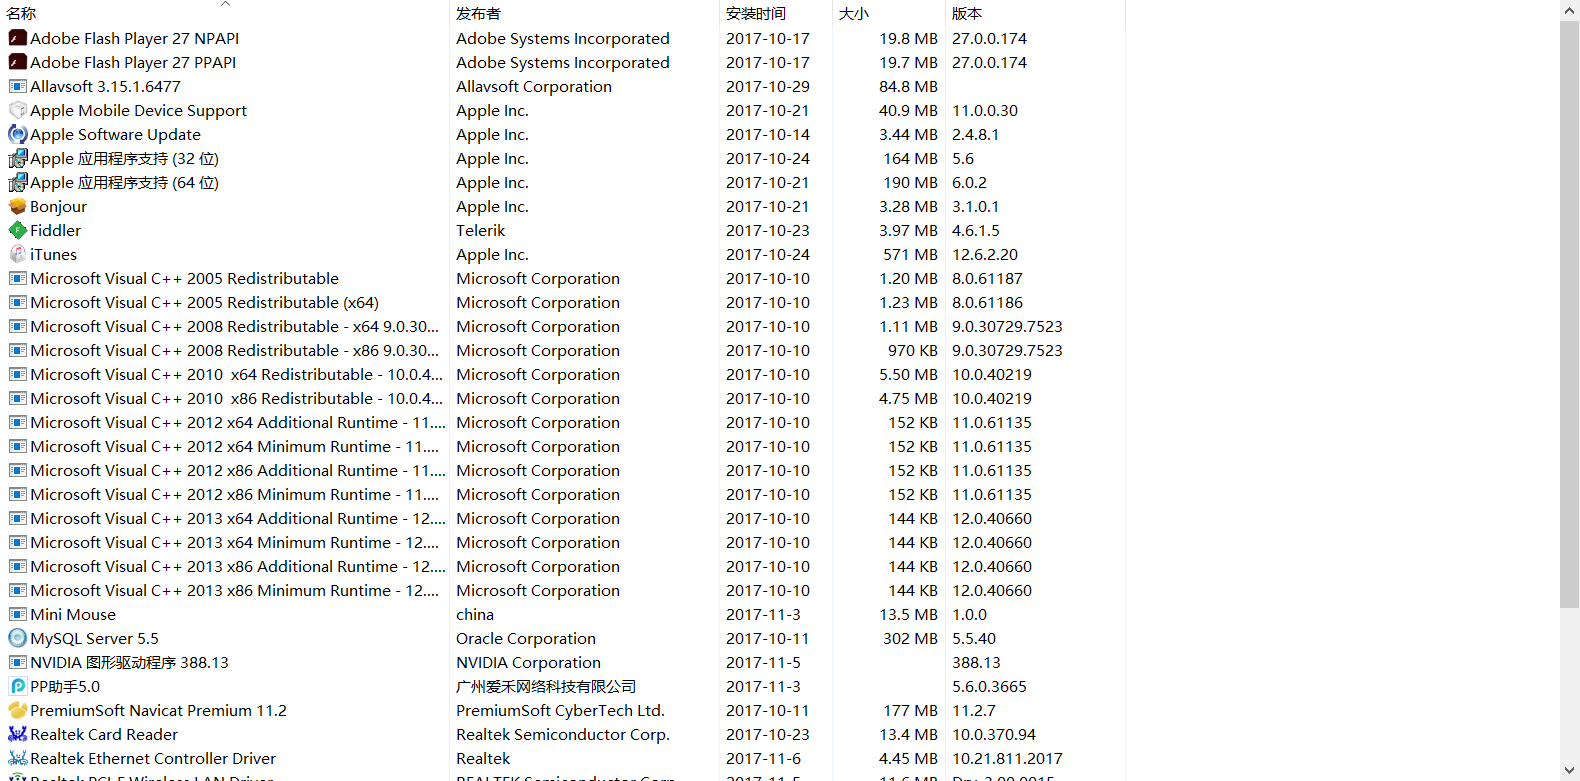 名称 发布者 安装时间 大小 版本
Adobe Flash Player 27 NPAPI Adobe Systems Incorporated 2017-10-17 19.8 MB 27.0.0.174
Adobe Flash Player 27 PPAPI Adobe Systems Incorporated 2017-10-17 19.7 MB 27.0.0.174
Allavsoft 3.15.1.6477 Allavsoft Corporation 2017-10-29 84.8 MB
Apple Mobile Device Support Apple Inc. 2017-10-21 40.9 MB 11.0.0.30
Apple Software Update Apple Inc. 2017-10-14 3.44 MB 2.4.8.1
Apple 应用程序支持 (32 位) Apple Inc. 2017-10-24 164 MB 5.6
Apple 应用程序支持 (64 位) Apple Inc. 2017-10-21 190 MB 6.0.2
Bonjour Apple Inc. 2017-10-21 3.28 MB 3.1.0.1
Fiddler Telerik 2017-10-23 3.97 MB 4.6.1.5
iTunes Apple Inc. 2017-10-24 571 MB 12.6.2.20
Microsoft Visual C++ 2005 Redistributable Microsoft Corporation 2017-10-10 1.20 MB 8.0.61187
Microsoft Visual C++ 2005 Redistributable (x64) Microsoft Corporation 2017-10-10 1.23 MB 8.0.61186
Microsoft Visual C++ 2008 Redistributable - x64 9.0.30... Microsoft Corporation 2017-10-10 1.11 MB 9.0.30729.7523
Microsoft Visual C++ 2008 Redistributable - x86 9.0.30... Microsoft Corporation 2017-10-10 970 KB 9.0.30729.7523
Microsoft Visual C++ 2010  x64 Redistributable - 10.0.4... Microsoft Corporation 2017-10-10 5.50 MB 10.0.40219
Microsoft Visual C++ 2010  x86 Redistributable - 10.0.4... Microsoft Corporation 2017-10-10 4.75 MB 10.0.40219
Microsoft Visual C++ 2012 x64 Additional Runtime - 11.... Microsoft Corporation 2017-10-10 152 KB 11.0.61135
Microsoft Visual C++ 2012 x64 Minimum Runtime - 11.... Microsoft Corporation 2017-10-10 152 KB 11.0.61135
Microsoft Visual C++ 2012 x86 Additional Runtime - 11.... Microsoft Corporation 2017-10-10 152 KB 11.0.61135
Microsoft Visual C++ 2012 x86 Minimum Runtime - 11.... Microsoft Corporation 2017-10-10 152 KB 11.0.61135
Microsoft Visual C++ 2013 x64 Additional Runtime - 12.... Microsoft Corporation 2017-10-10 144 KB 12.0.40660
Microsoft Visual C++ 2013 x64 Minimum Runtime - 12.... Microsoft Corporation 2017-10-10 144 KB 12.0.40660
Microsoft Visual C++ 2013 x86 Additional Runtime - 12.... Microsoft Corporation 2017-10-10 144 KB 12.0.40660
Microsoft Visual C++ 2013 x86 Minimum Runtime - 12.... Microsoft Corporation 2017-10-10 144 KB 12.0.40660
Mini Mouse china 2017-11-3 13.5 MB 1.0.0
MySQL Server 5.5 Oracle Corporation 2017-10-11 302 MB 5.5.40
NVIDIA 图形驱动程序 388.13 NVIDIA Corporation 2017-11-5 388.13
PP助手5.0 广州爱禾网络科技有限公司 2017-11-3 5.6.0.3665
PremiumSoft Navicat Premium 11.2 PremiumSoft CyberTech Ltd. 2017-10-11 177 MB 11.2.7
Realtek Card Reader Realtek Semiconductor Corp. 2017-10-23 13.4 MB 10.0.370.94
Realtek Ethernet Controller Driver Realtek 2017-11-6 4.45 MB 10.21.811.2017
Realtek PCI-E Wireless LAN Driver REALTEK Semiconductor Corp. 2017-11-5 11.6 MB Drv_3.00.0015